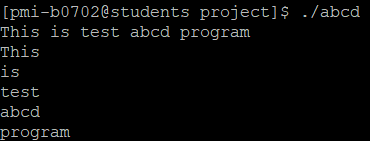 [pmi-b0702@students project]$ ./abcd
This is test abcd program
This
is
test
abcd
program